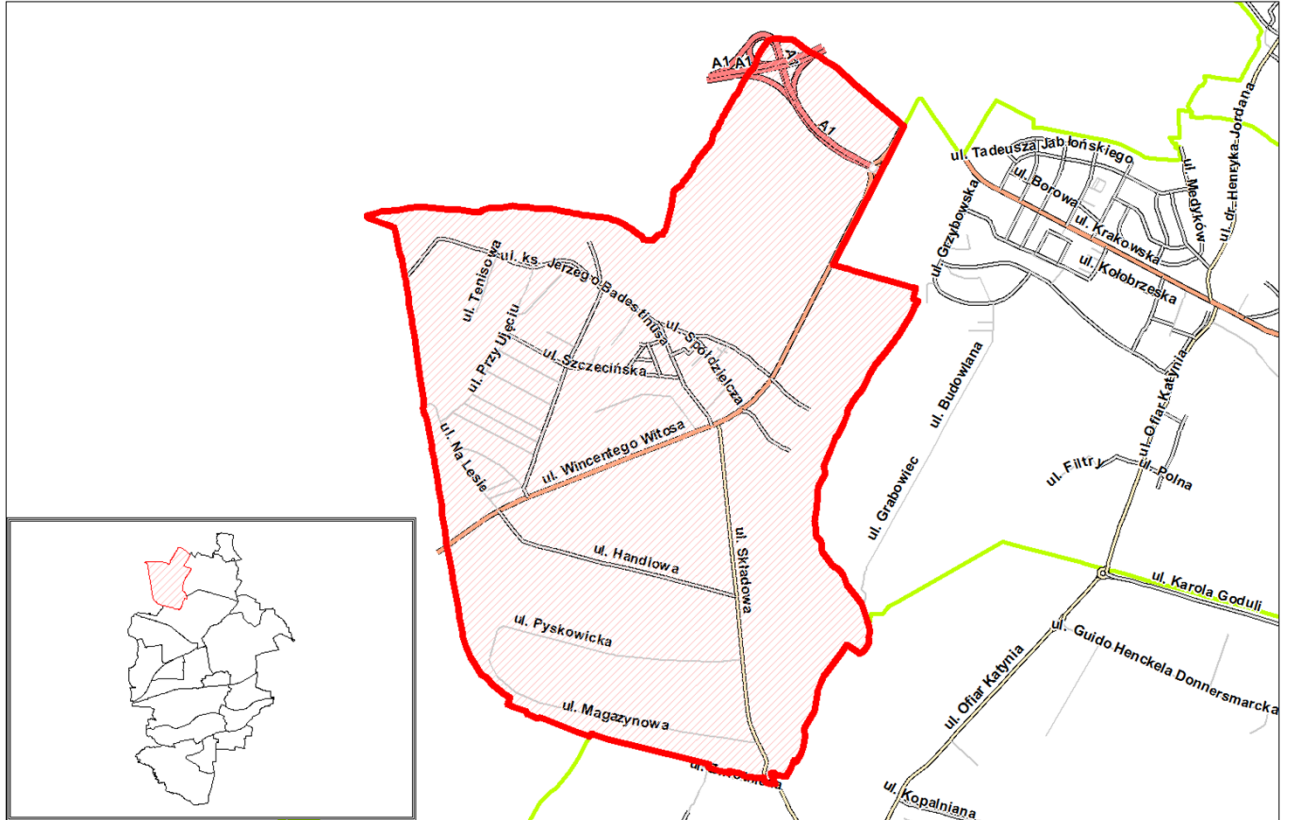 A1
A1
A1
A1
ul. Tadeusza Jabłońskiego
ul. Borowa
ul. Krakowska
ul. Kołobrzeska
ul. Medyków
ul. dr. Henryka Jordana
ul. Grzybowska
ul. Tenisowa
ul. ks. Jerzego Badestinusa
ul. Przy Ujęciu
ul. Szczecińska
ul. Spółdzielcza
ul. Na Lesie
ul. Wincentego Witosa
ul. Budowlana
ul. Grabowiec
ul. Ofiar Katynia
ul. Filtry
ul. Polna
ul. Handlowa
ul. Składowa
ul. Karola Goduli
ul. Pyskowicka
ul. Guido Henckela Donnersmarcka
ul. Ofiar Katynia
ul. Magazynowa
ul.
ul. Kopalniana